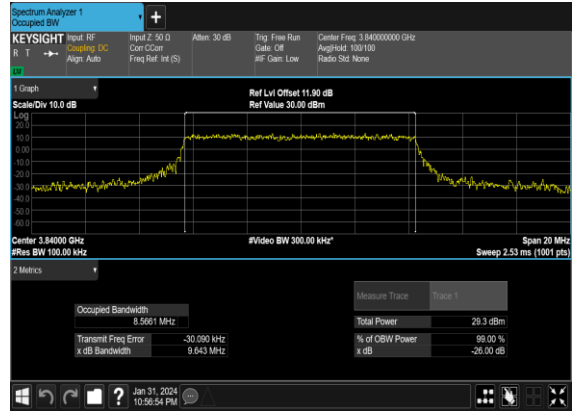 Spectrum Analyzer 1
Occupied BW
KEYSIGHT Input: RF Input Z: 50 Ω Atten: 30 dB Trig: Free Run Center Freq: 3.840000000 GHz
R T Coupling: DC Corr CCorr Gate: Off Avg|Hold: 100/100
Align: Auto Freq Ref: Int (S) #IF Gain: Low Radio Std: None
1 Graph
Scale/Div 10.0 dB Ref Lvl Offset 11.90 dB
Ref Value 30.00 dBm
Log
20.0
10.0
0.00
-10.0
-20.0
-30.0
-40.0
-50.0
-60.0
Center 3.84000 GHz #Video BW 300.00 kHz* Span 20 MHz
#Res BW 100.00 kHz Sweep 2.53 ms (1001 pts)
2 Metrics
Measure Trace Trace 1
Occupied Bandwidth
8.5661 MHz Total Power 29.3 dBm
Transmit Freq Error -30.090 kHz % of OBW Power 99.00 %
x dB Bandwidth 9.643 MHz x dB -26.00 dB
? Jan 31, 2024
10:56:54 PM